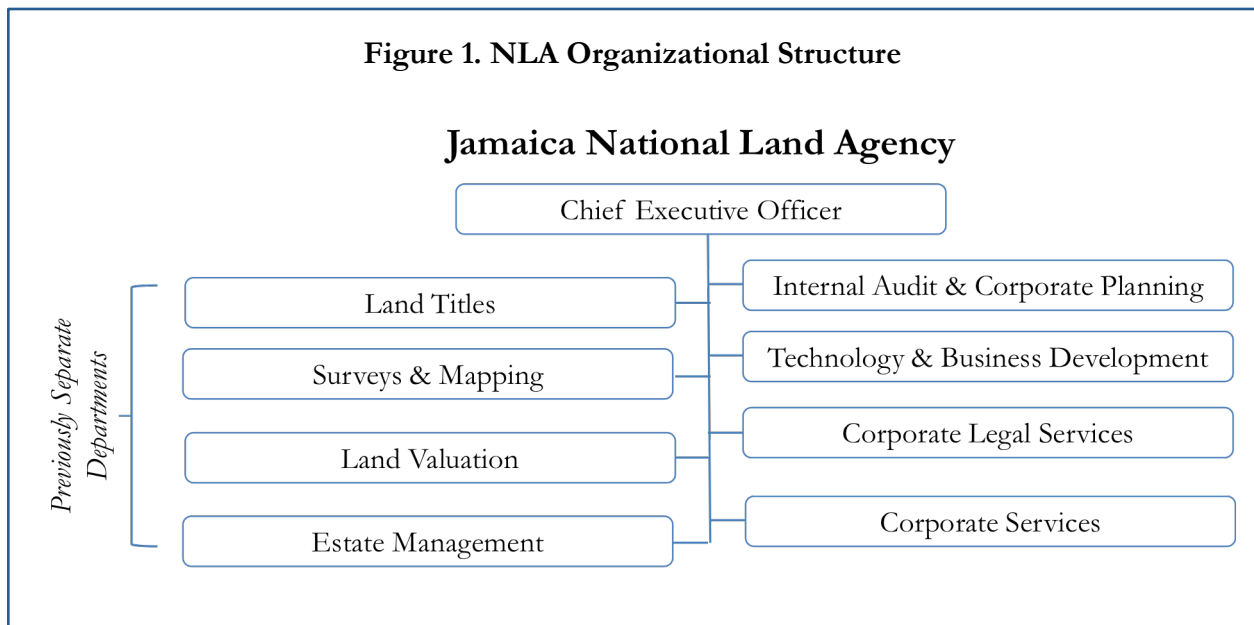 Figure 1. NLA Organizational Structure
Jamaica National Land Agency
Chief Executive Officer
Previously Separate
Departments
Land Titles
Surveys & Mapping
Land Valuation
Estate Management
Internal Audit & Corporate Planning
Technology & Business Development
Corporate Legal Services
Corporate Services